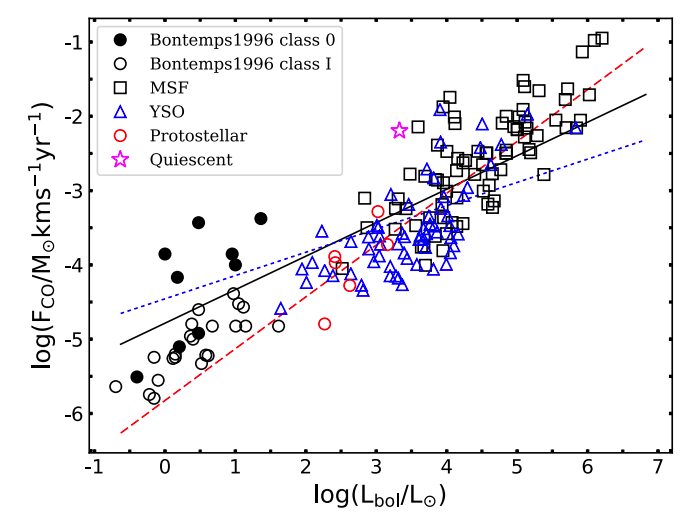 Bontemps1996 class 0
Bontemps1996 class I
MSF
YSO
Protostellar
Quiescent
-1
-2
-3
-4
-5
-6
log(F_CO/M_⊙kms⁻¹yr⁻¹)
-1 0 1 2 3 4 5 6 7
log(L_bol/L_⊙)